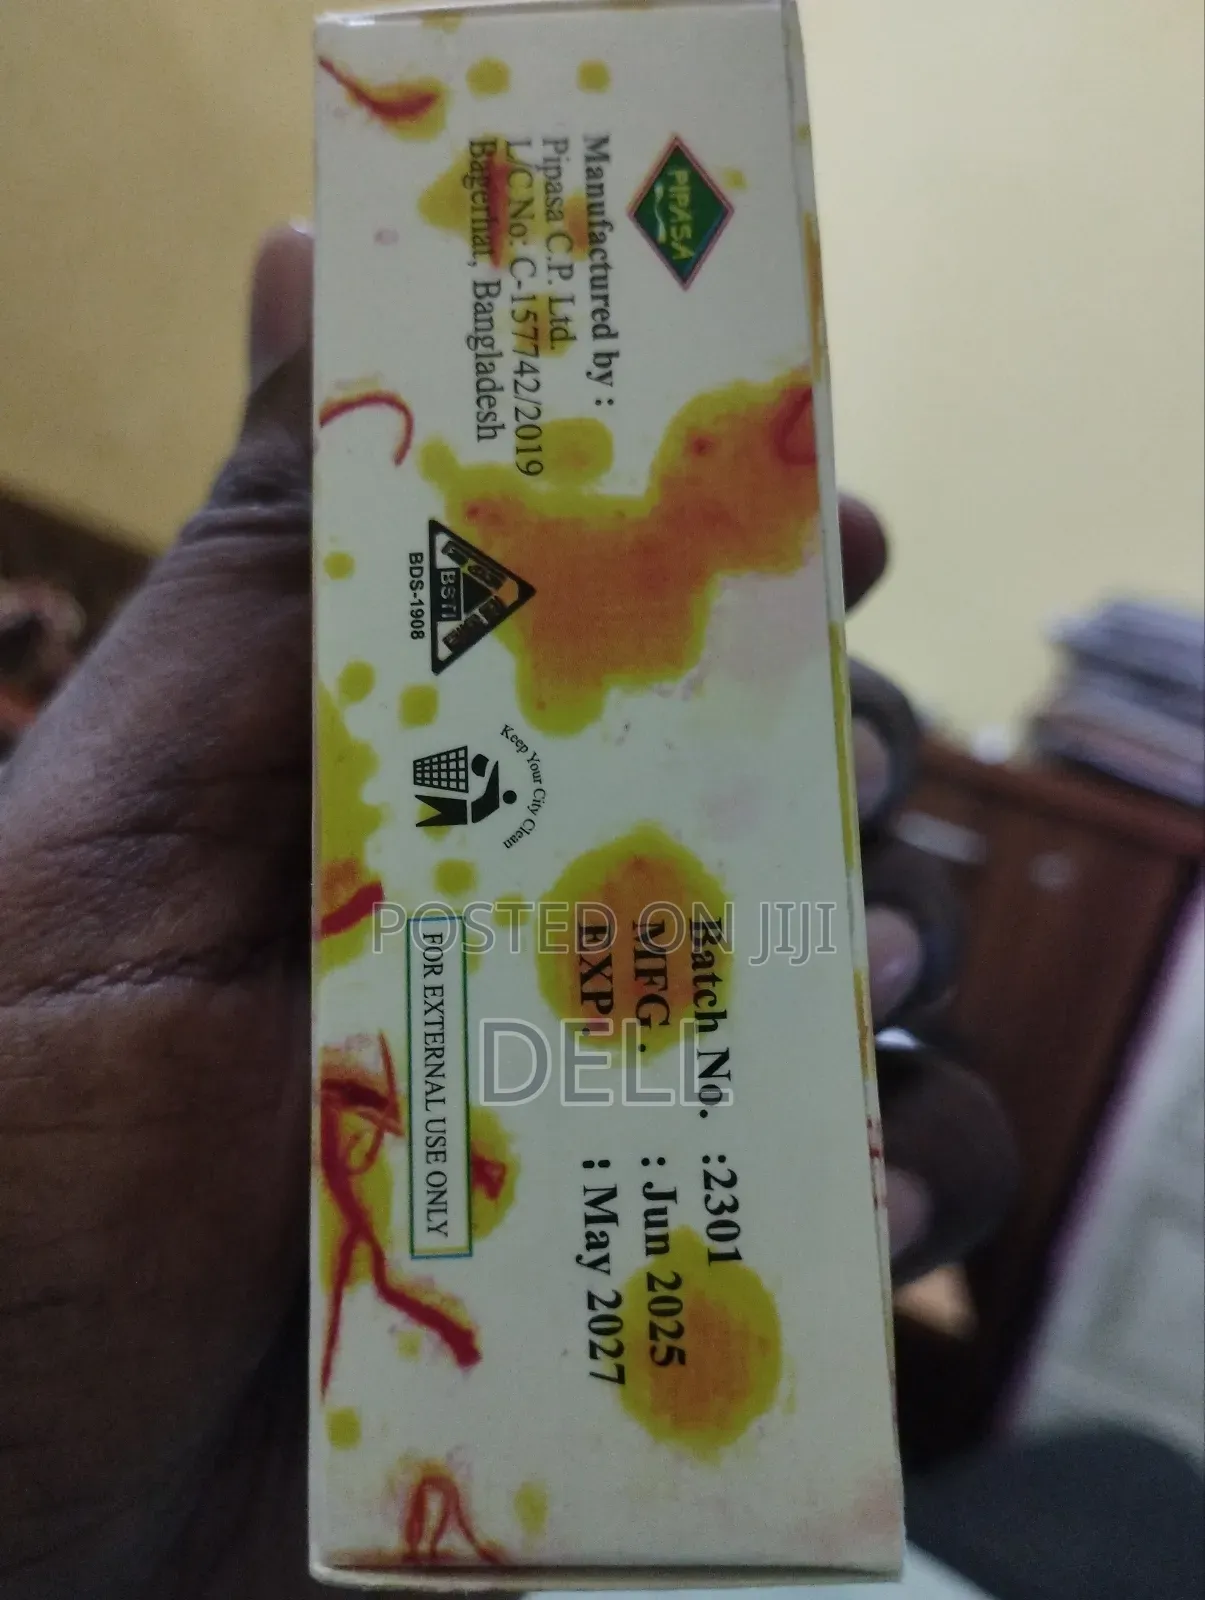 PIPASA
Manufactured by :
Pipasa C.P. Ltd.
L/C No: C-157742/2019
Bagerhat, Bangladesh
BSTI
BDS-1908
Keep Your City Clean
Batch No. :2301
MFG . : Jun 2025
EXP . : May 2027
FOR EXTERNAL USE ONLY
POSTED ON JIJI
DELL